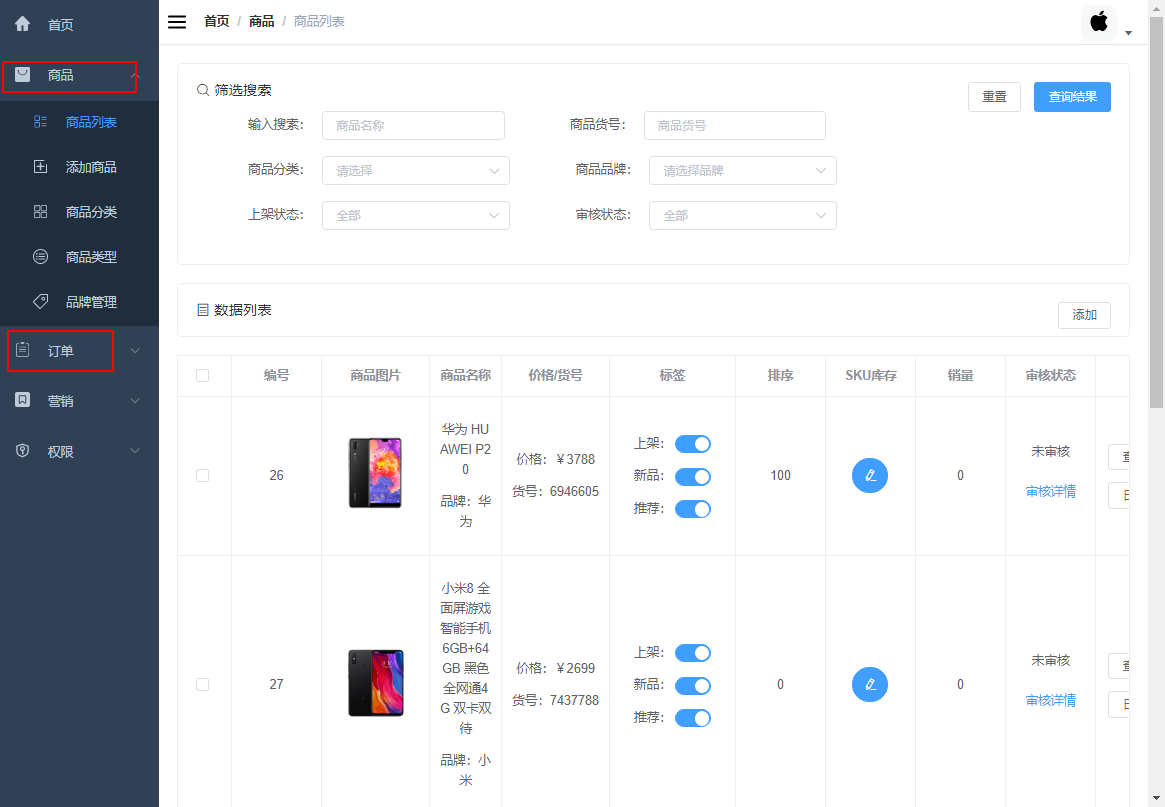 首页
商品
商品列表
添加商品
商品分类
商品类型
品牌管理
订单
营销
权限
首页 / 商品 / 商品列表
筛选搜索
重置
查询结果
输入搜索： 商品名称
商品货号： 商品货号
商品分类： 请选择
商品品牌： 请选择品牌
上架状态： 全部
审核状态： 全部
数据列表
添加
编号 商品图片 商品名称 价格/货号 标签 排序 SKU库存 销量 审核状态
26
华为 HU
AWEI P2
0
品牌：华
为
价格：￥3788
货号：6946605
上架：
新品：
推荐：
100
0
未审核
审核详情
27
小米8 全
面屏游戏
智能手机
6GB+64
GB 黑色
全网通4
G 双卡双
待
品牌：小
米
价格：￥2699
货号：7437788
上架：
新品：
推荐：
0
0
未审核
审核详情